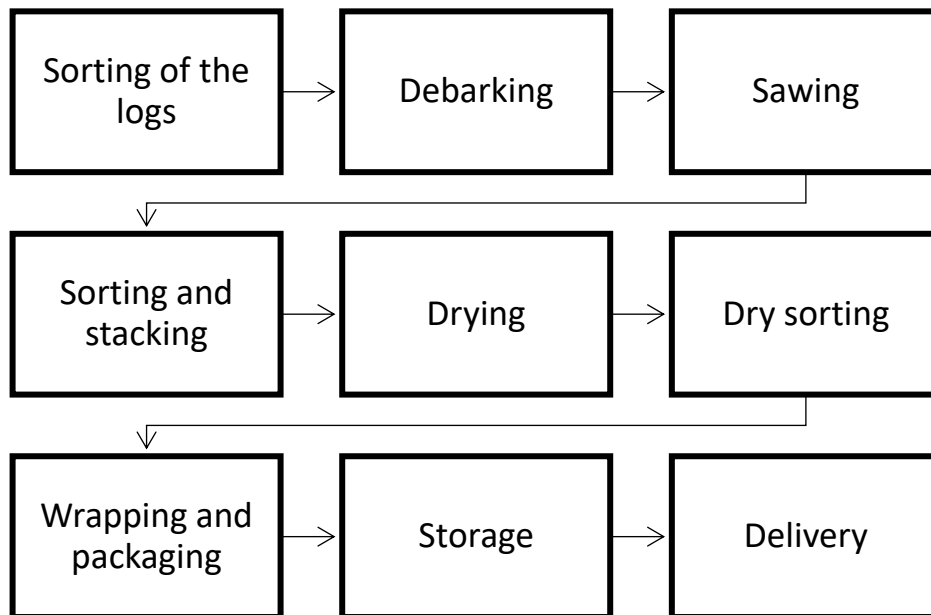 Sorting of the
logs
Debarking
Sawing
Sorting and
stacking
Drying
Dry sorting
Wrapping and
packaging
Storage
Delivery